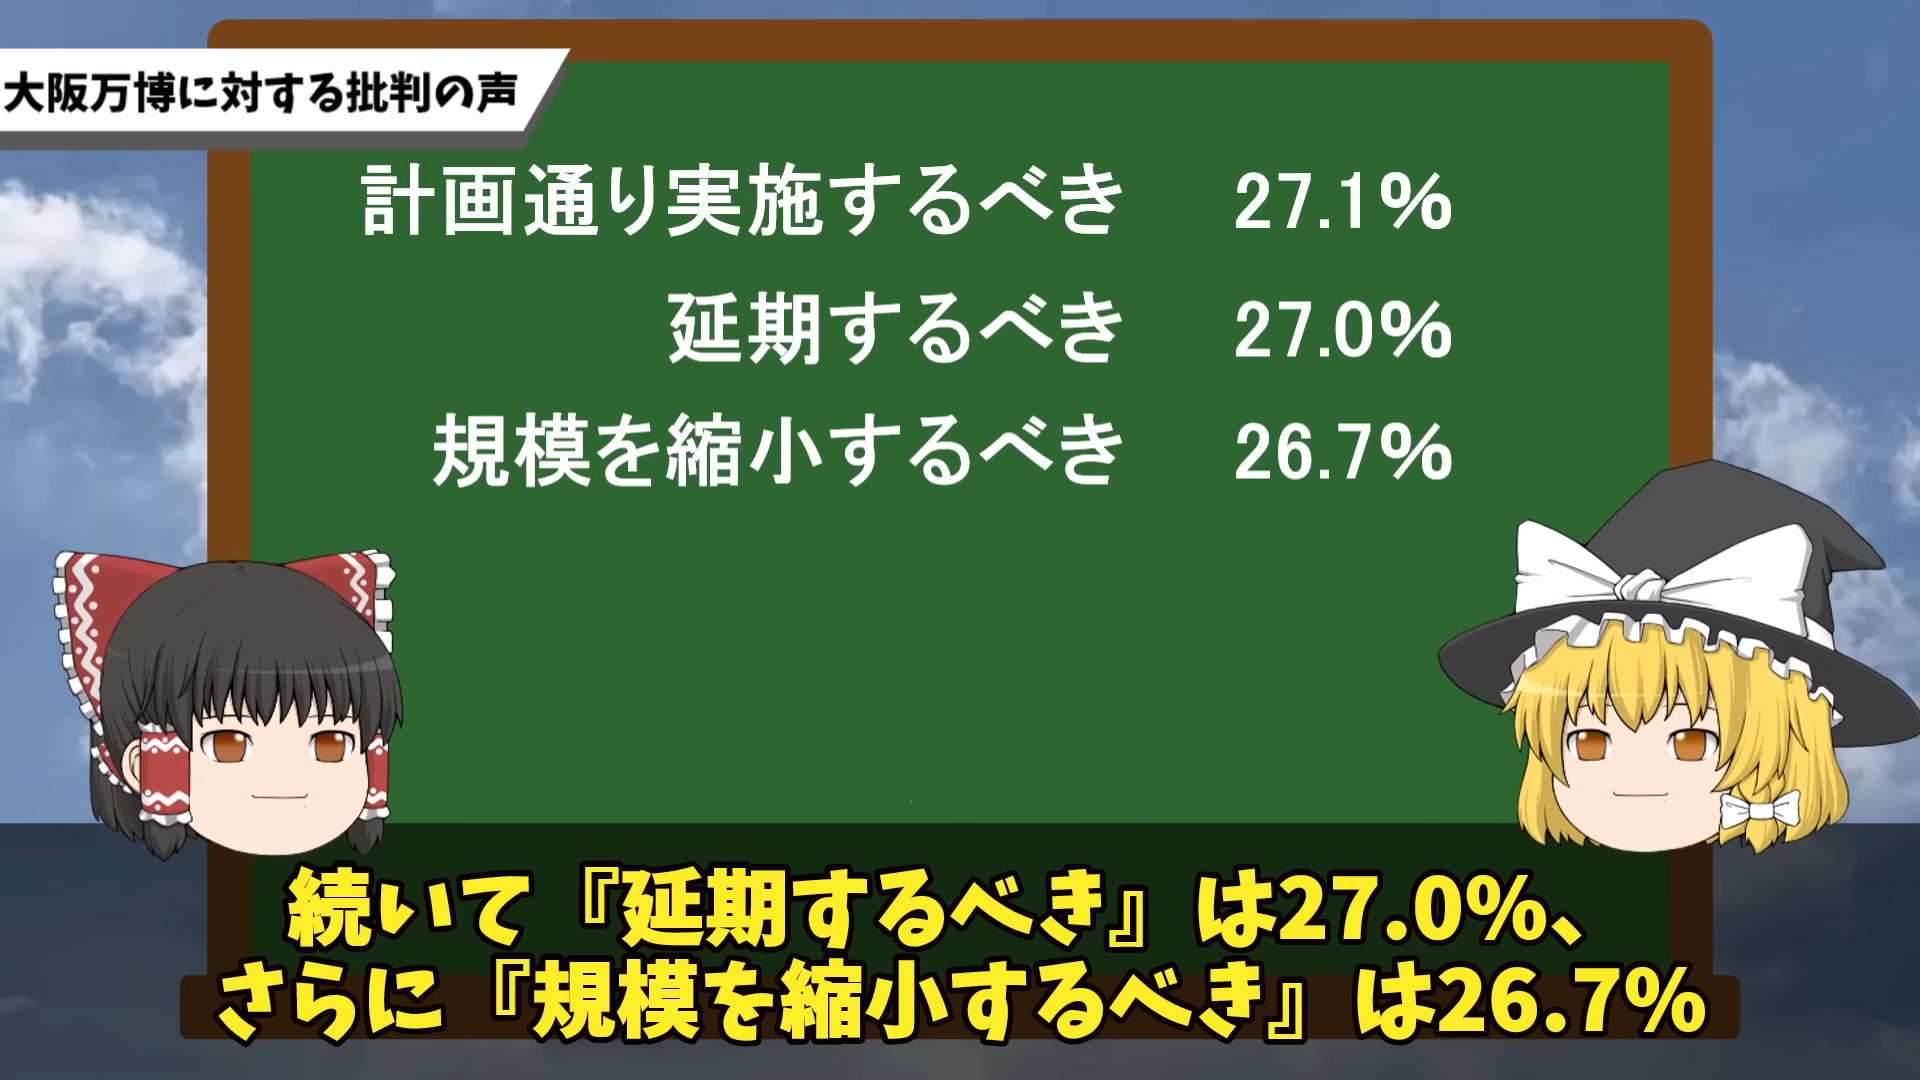 大阪万博に対する批判の声
計画通り実施するべき 27.1%
延期するべき 27.0%
規模を縮小するべき 26.7%
続いて『延期するべき』は27.0%、
さらに『規模を縮小するべき』は26.7%